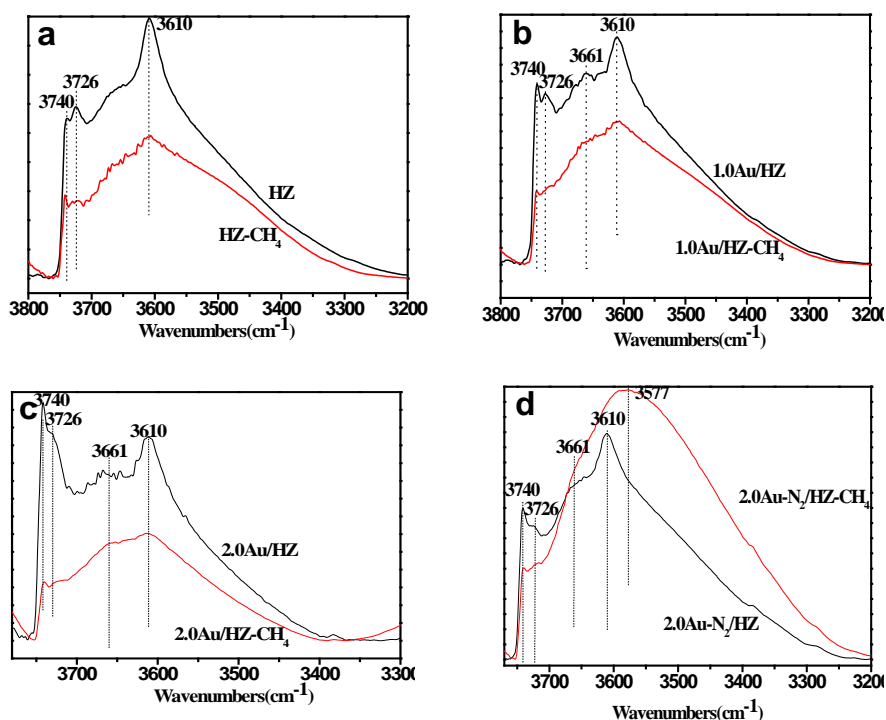 a
3610
3726
3740
HZ
HZ-CH4
3800 3700 3600 3500 3400 3300 3200
Wavenumbers(cm-1)
b
3610
3661
3740
3726
1.0Au/HZ
1.0Au/HZ-CH4
3800 3700 3600 3500 3400 3300 3200
Wavenumbers(cm-1)
c
3740
3726
3661
3610
2.0Au/HZ
2.0Au/HZ-CH4
3700 3600 3500 3400 3300
Wavenumbers(cm-1)
d
3577
3610
3661
3740
3726
2.0Au-N2/HZ-CH4
2.0Au-N2/HZ
3700 3600 3500 3400 3300 3200
Wavenumbers(cm-1)